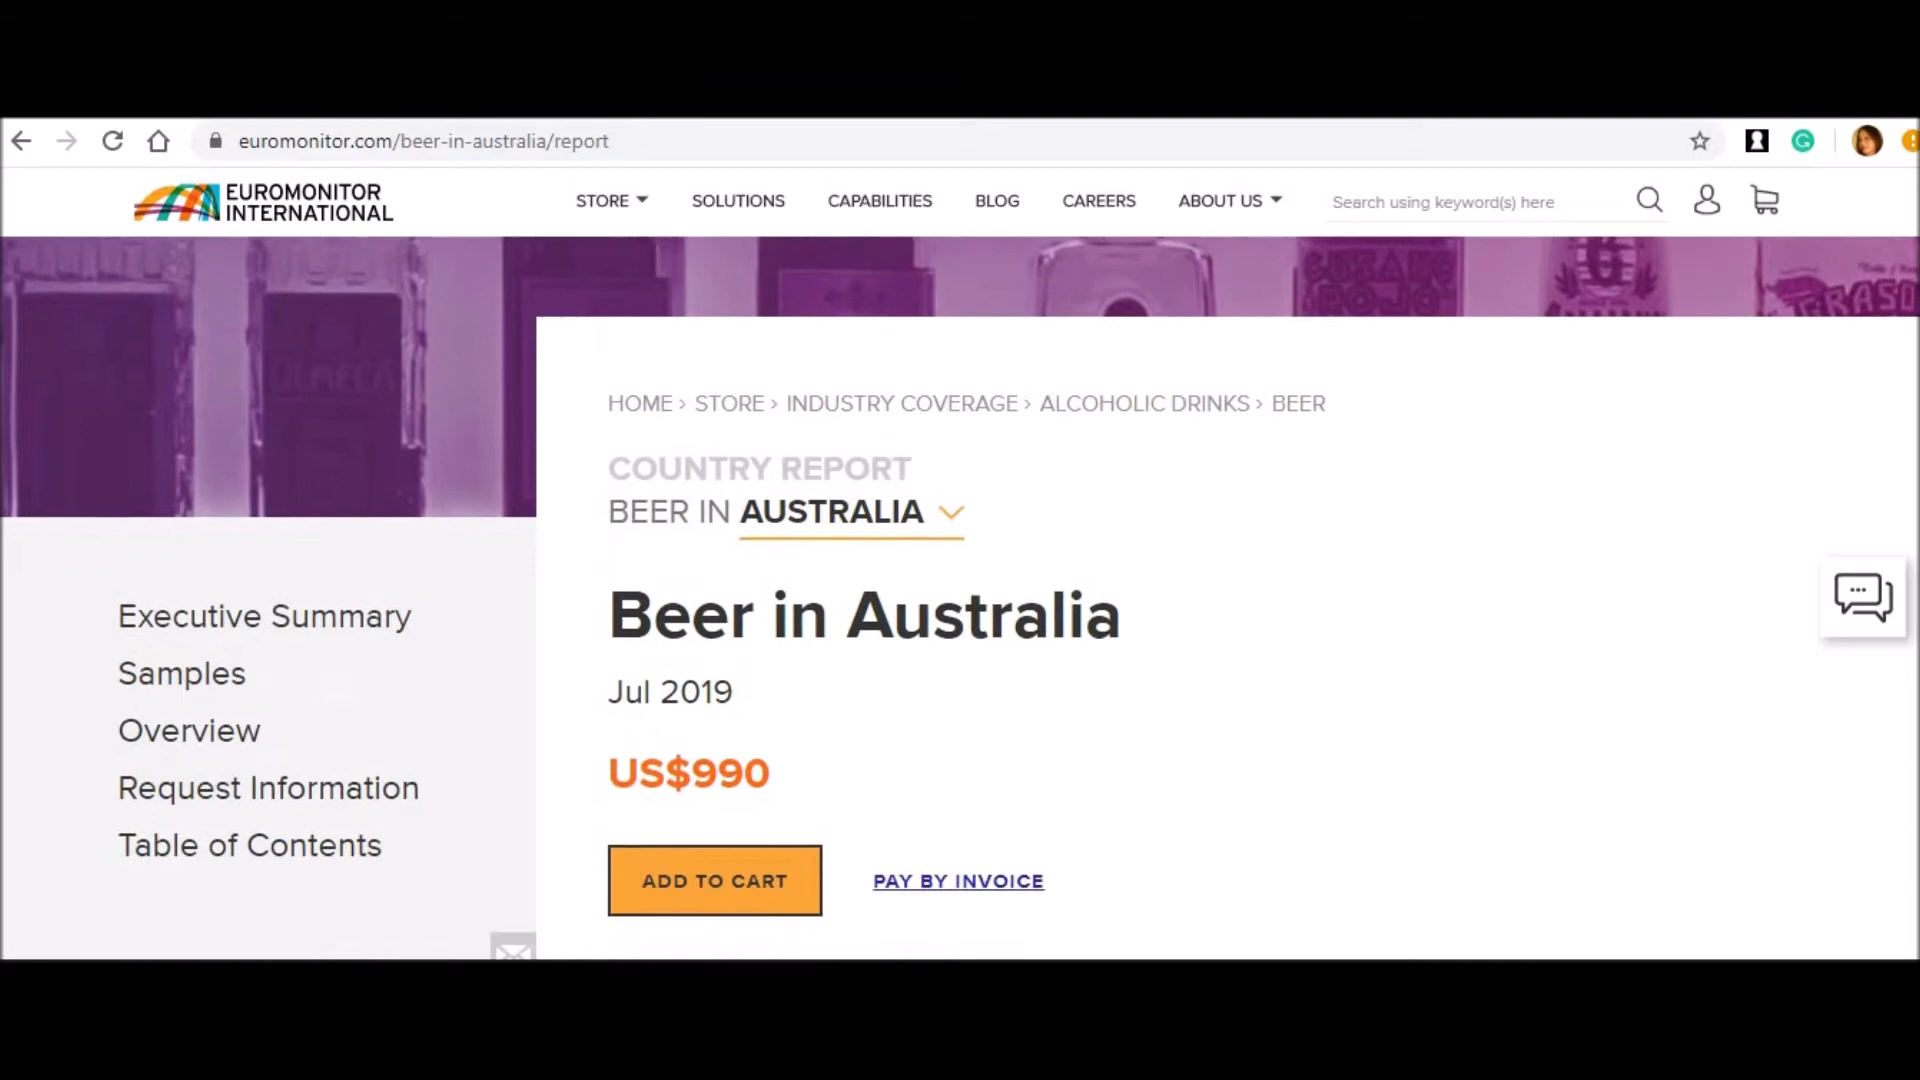 euromonitor.com/beer-in-australia/report
EUROMONITOR
INTERNATIONAL
STORE SOLUTIONS CAPABILITIES BLOG CAREERS ABOUT US Search using keyword(s) here
HOME > STORE > INDUSTRY COVERAGE > ALCOHOLIC DRINKS > BEER
COUNTRY REPORT
BEER IN AUSTRALIA
Beer in Australia
Jul 2019
US$990
ADD TO CART PAY BY INVOICE
Executive Summary
Samples
Overview
Request Information
Table of Contents